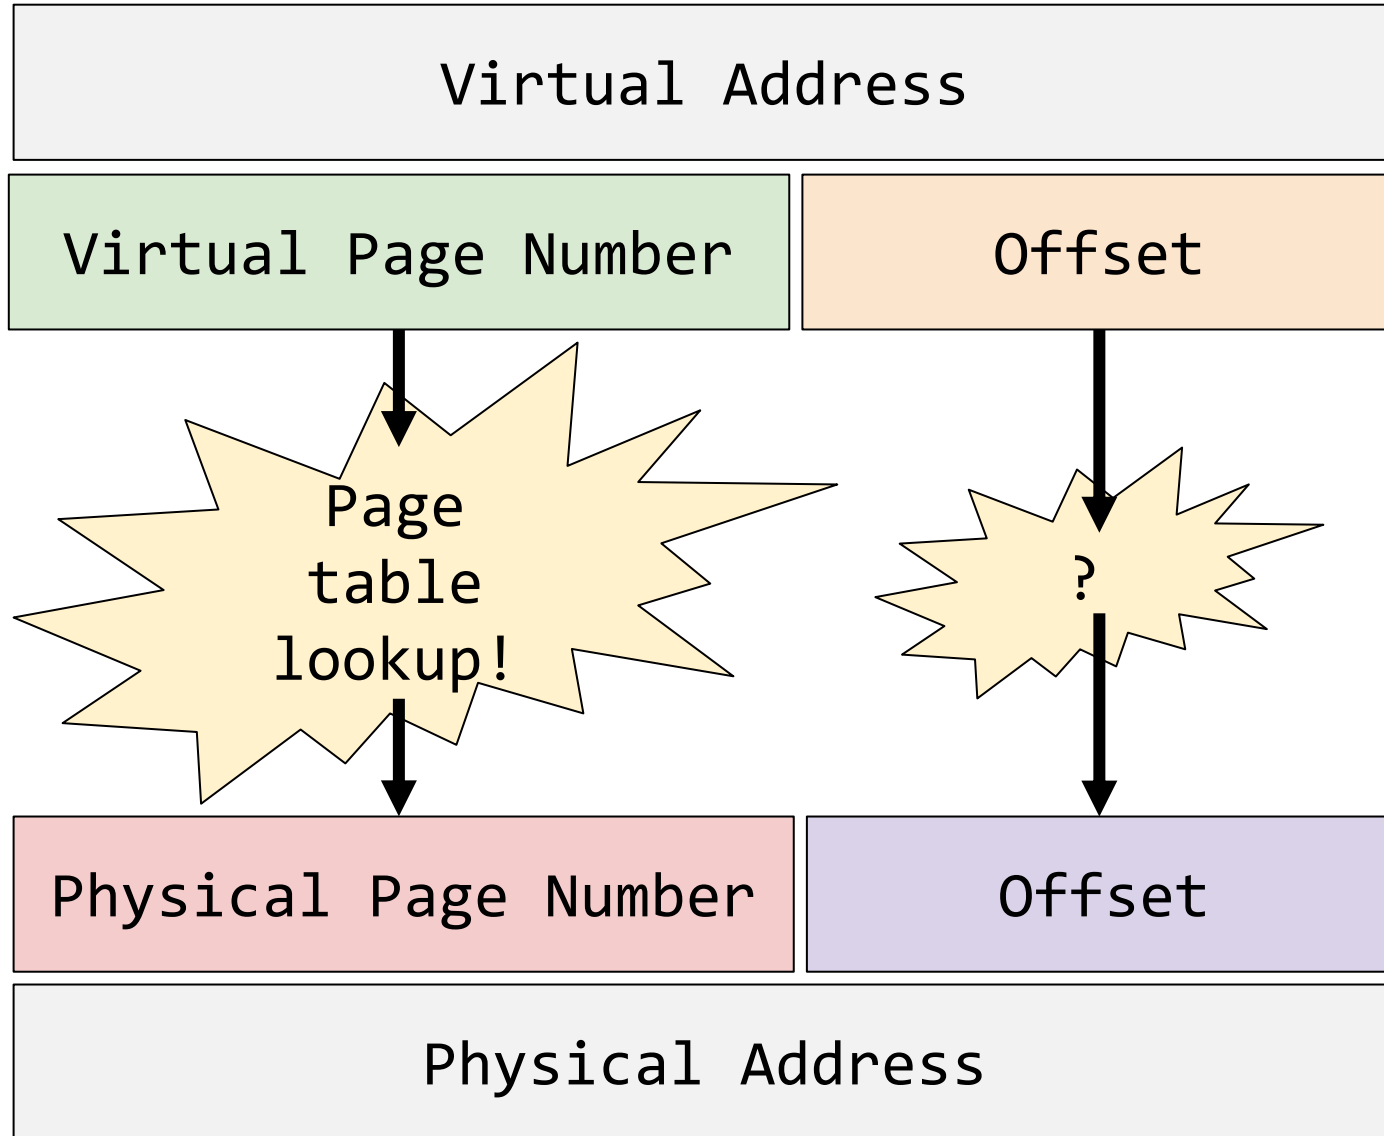 Virtual Address
Virtual Page Number
Offset
Page
table
lookup!
?
Physical Page Number
Offset
Physical Address